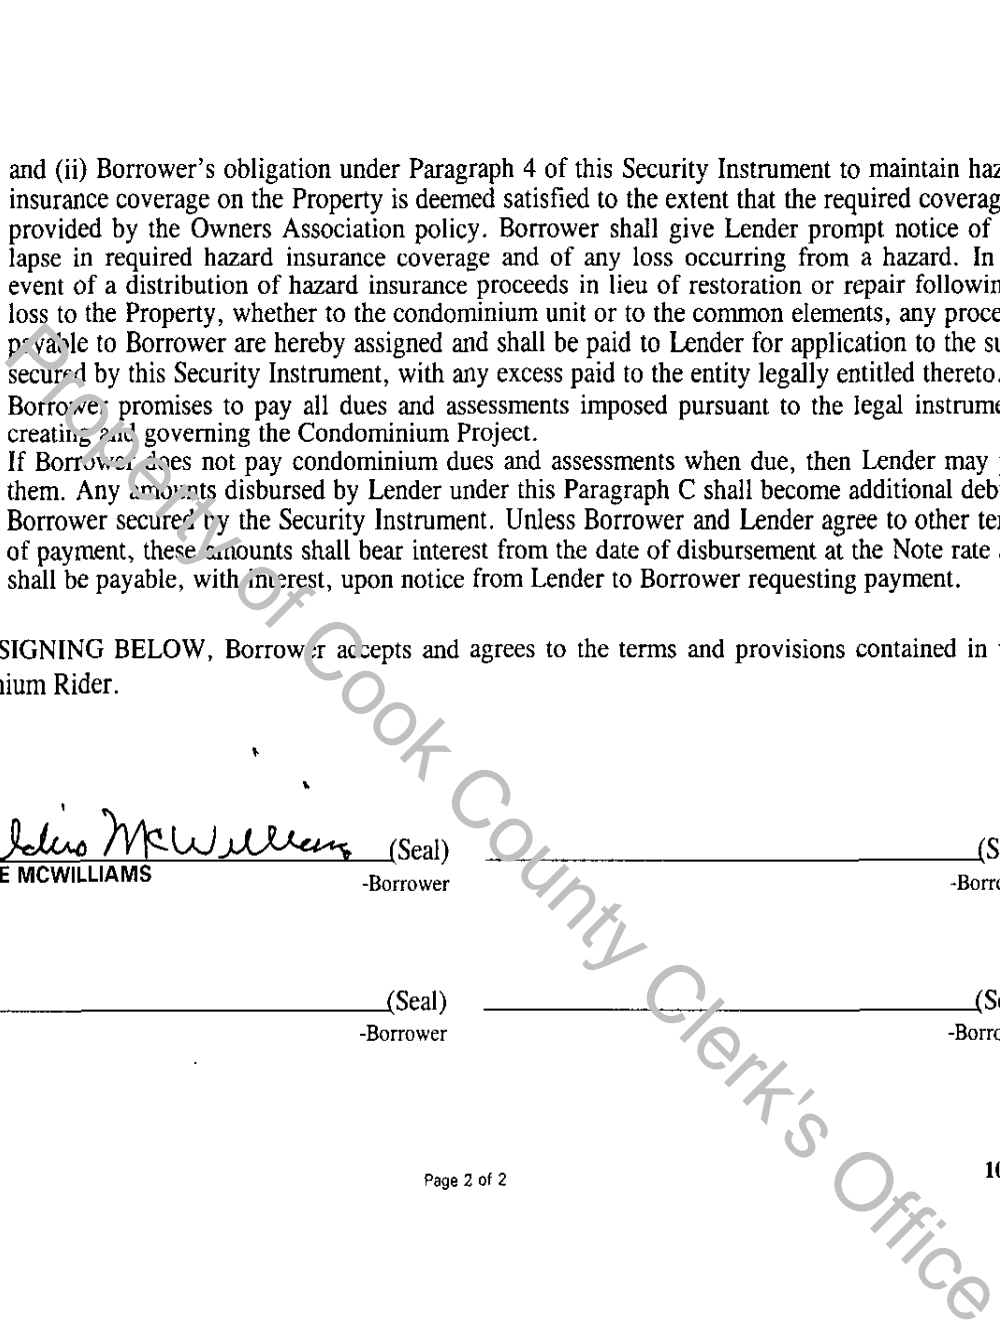 and (ii) Borrower's obligation under Paragraph 4 of this Security Instrument to maintain haz
insurance coverage on the Property is deemed satisfied to the extent that the required coverag
provided by the Owners Association policy. Borrower shall give Lender prompt notice of
lapse in required hazard insurance coverage and of any loss occurring from a hazard. In
event of a distribution of hazard insurance proceeds in lieu of restoration or repair followin
loss to the Property, whether to the condominium unit or to the common elements, any proce
payable to Borrower are hereby assigned and shall be paid to Lender for application to the su
secured by this Security Instrument, with any excess paid to the entity legally entitled thereto.
Borrower promises to pay all dues and assessments imposed pursuant to the legal instrume
creating and governing the Condominium Project.
If Borrower does not pay condominium dues and assessments when due, then Lender may
them. Any amounts disbursed by Lender under this Paragraph C shall become additional deb
Borrower secured by the Security Instrument. Unless Borrower and Lender agree to other ter
of payment, these amounts shall bear interest from the date of disbursement at the Note rate
shall be payable, with interest, upon notice from Lender to Borrower requesting payment.
SIGNING BELOW, Borrower accepts and agrees to the terms and provisions contained in
nium Rider.
McWilliams (Seal) (S
E MCWILLIAMS -Borrower -Borro
(Seal) (Se
-Borrower -Borro
Page 2 of 2 10
Property of Cook County Clerk's Office